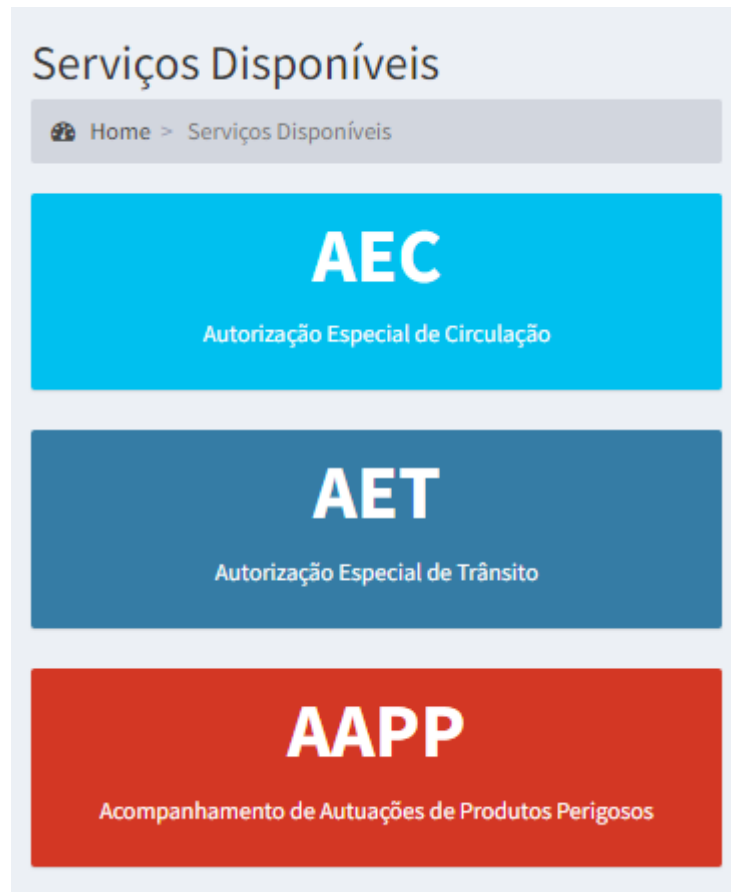 Serviços Disponíveis
Home > Serviços Disponíveis
AEC
Autorização Especial de Circulação
AET
Autorização Especial de Trânsito
AAPP
Acompanhamento de Autuações de Produtos Perigosos